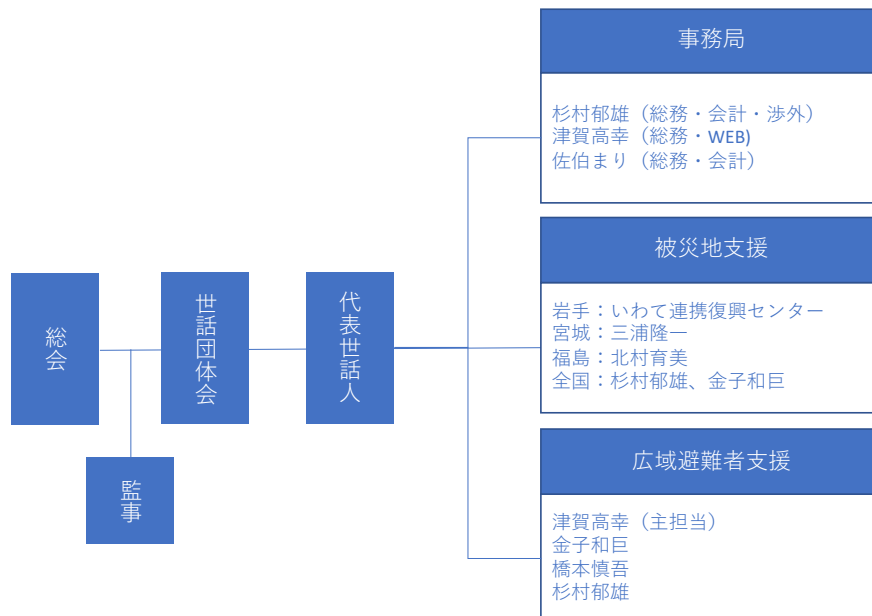 総会
監事
世話団体会
代表世話人
事務局
杉村郁雄（総務・会計・渉外）
津賀高幸（総務・WEB)
佐伯まり（総務・会計）
被災地支援
岩手：いわて連携復興センター
宮城：三浦隆一
福島：北村育美
全国：杉村郁雄、金子和巨
広域避難者支援
津賀高幸（主担当）
金子和巨
橋本慎吾
杉村郁雄